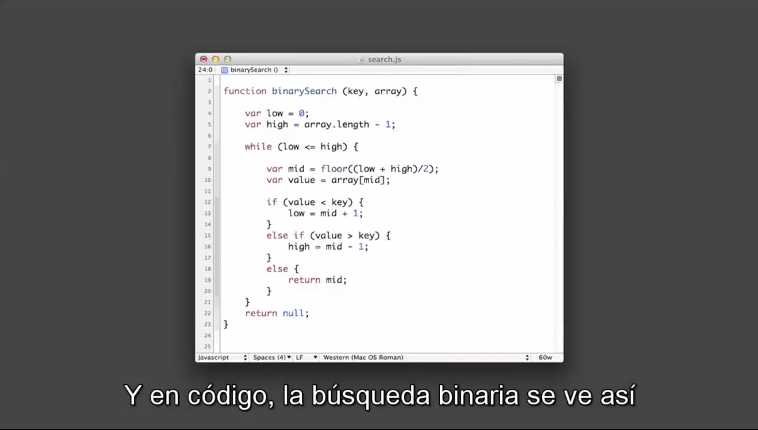 search.js
24:0 binarySearch ()
1
2 function binarySearch (key, array) {
3
4 var low = 0;
5 var high = array.length - 1;
6
7 while (low <= high) {
8
9 var mid = floor((low + high)/2);
10 var value = array[mid];
11
12 if (value < key) {
13 low = mid + 1;
14 }
15 else if (value > key) {
16 high = mid - 1;
17 }
18 else {
19 return mid;
20 }
21 }
22 return null;
23 }
24
25
Javascript Spaces (4) LF Western (Mac OS Roman) 60w
Y en código, la búsqueda binaria se ve así